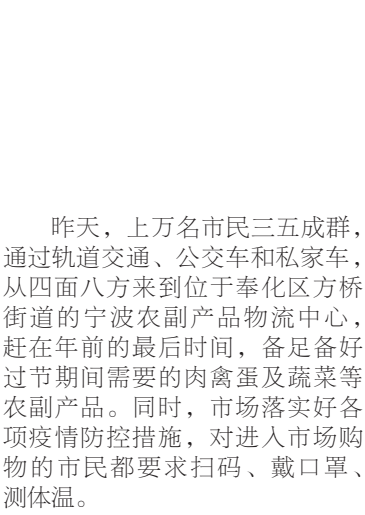 昨天，上万名市民三五成群，
通过轨道交通、公交车和私家车，
从四面八方来到位于奉化区方桥
街道的宁波农副产品物流中心，
赶在年前的最后时间，备足备好
过节期间需要的肉禽蛋及蔬菜等
农副产品。同时，市场落实好各
项疫情防控措施，对进入市场购
物的市民都要求扫码、戴口罩、
测体温。